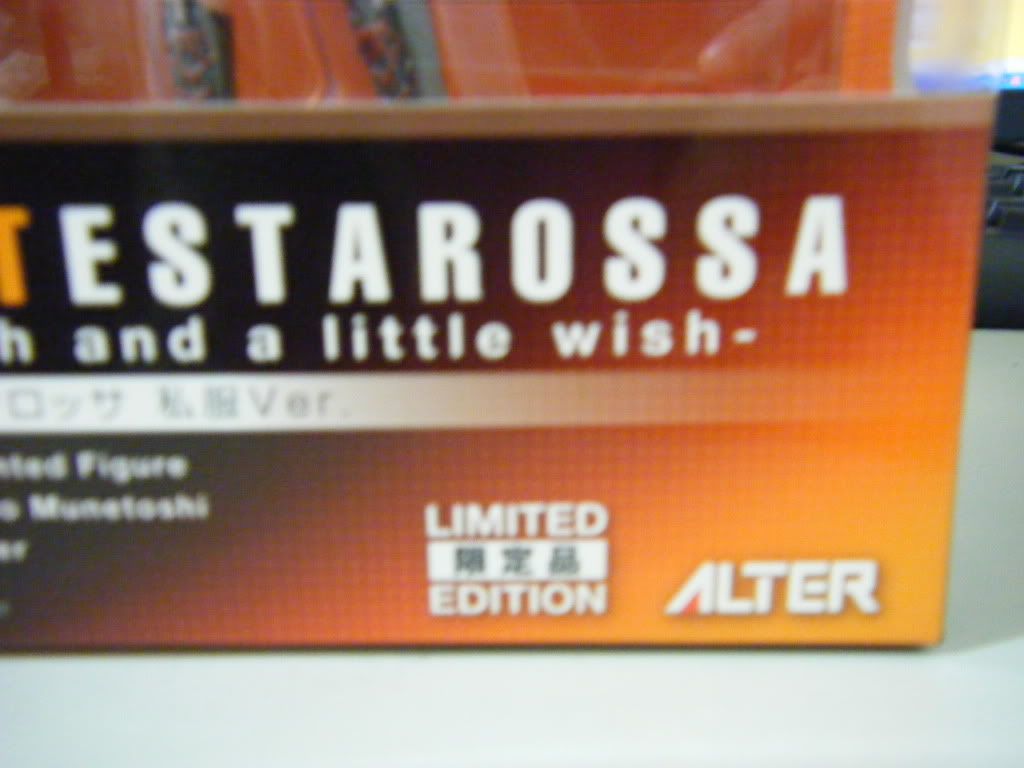 TESTAROSSA
h and a little wish-
ロッサ 私服Ver.
nted Figure
o Munetoshi
er
LIMITED
限定品
EDITION
ALTER